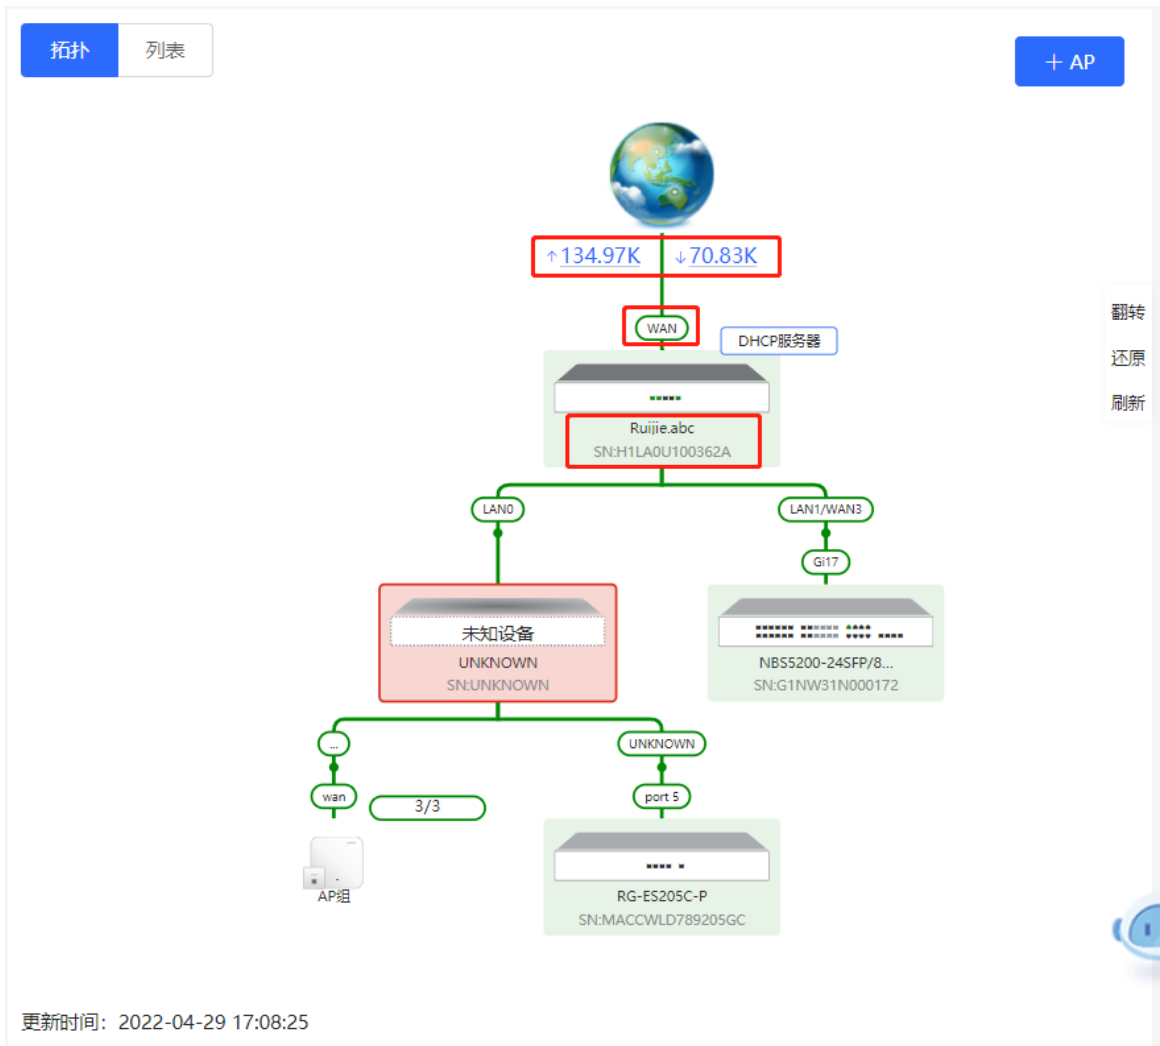 拓扑 列表
+ AP
↑134.97K ↓70.83K
翻转
WAN
DHCP服务器
还原
刷新
Ruijie.abc
SN:H1LA0U100362A
LAN0 LAN1/WAN3
Gi17
未知设备
UNKNOWN NBS5200-24SFP/8...
SN:UNKNOWN SN:G1NW31N000172
... UNKNOWN
wan 3/3 port 5
AP组 RG-ES205C-P
SN:MACCWLD789205GC
更新时间：2022-04-29 17:08:25